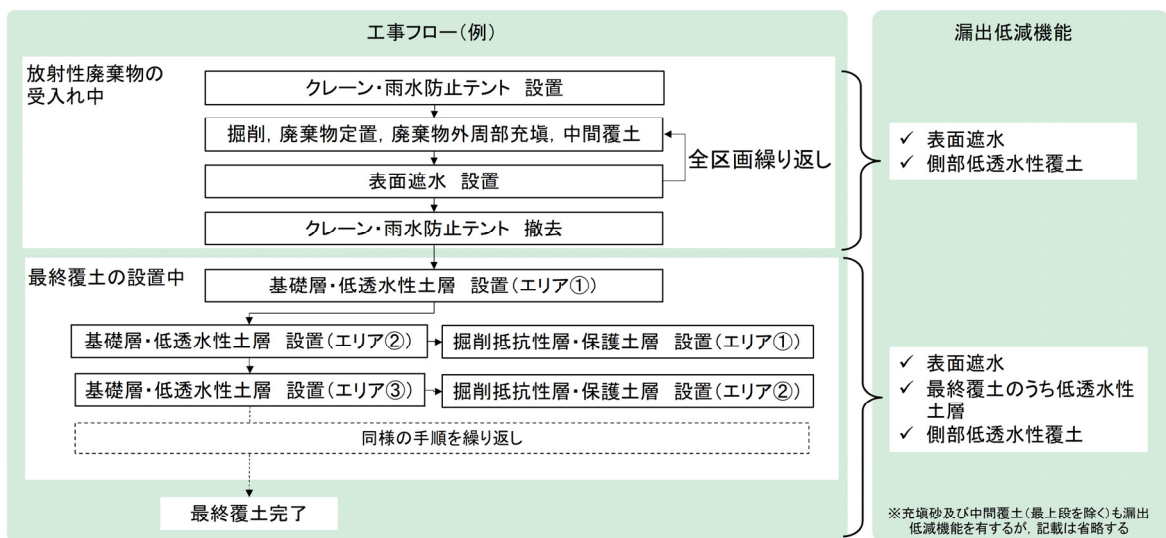 工事フロー(例)
放射性廃棄物の
受入れ中
クレーン・雨水防止テント 設置
掘削,廃棄物定置,廃棄物外周部充填,中間覆土
全区画繰り返し
表面遮水 設置
クレーン・雨水防止テント 撤去
最終覆土の設置中
基礎層・低透水性土層 設置(エリア①)
基礎層・低透水性土層 設置(エリア②)
掘削抵抗性層・保護土層 設置(エリア①)
基礎層・低透水性土層 設置(エリア③)
掘削抵抗性層・保護土層 設置(エリア②)
同様の手順を繰り返し
最終覆土完了
漏出低減機能
✓ 表面遮水
✓ 側部低透水性覆土
✓ 表面遮水
✓ 最終覆土のうち低透水性
土層
✓ 側部低透水性覆土
※充填砂及び中間覆土(最上段を除く)も漏出
低減機能を有するが,記載は省略する